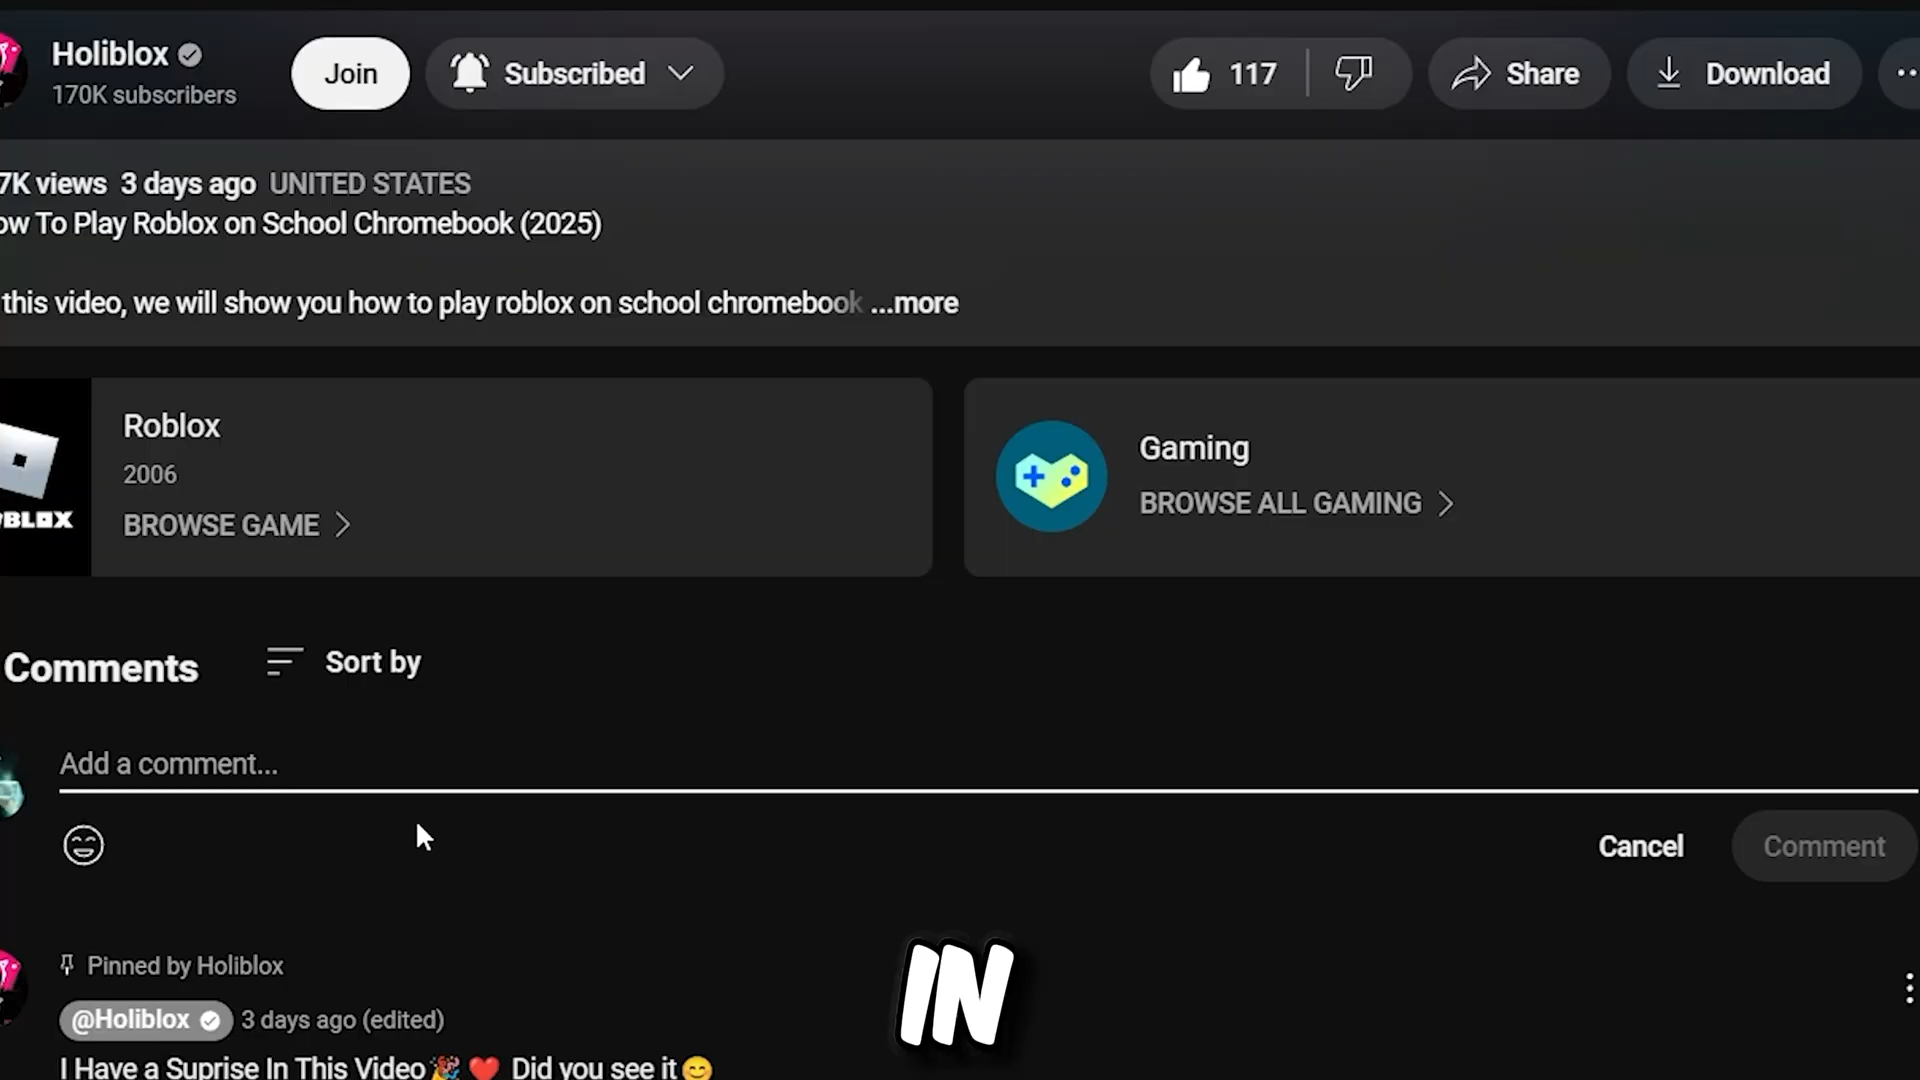 Holiblox
170K subscribers
Join
Subscribed
117
Share
Download
7K views 3 days ago UNITED STATES
ow To Play Roblox on School Chromebook (2025)
this video, we will show you how to play roblox on school chromebook ...more
BLOX
Roblox
2006
BROWSE GAME
Gaming
BROWSE ALL GAMING
Comments
Sort by
Add a comment...
Cancel
Comment
Pinned by Holiblox
@Holiblox 3 days ago (edited)
I Have a Suprise In This Video🎉❤️ Did you see it😊
IN